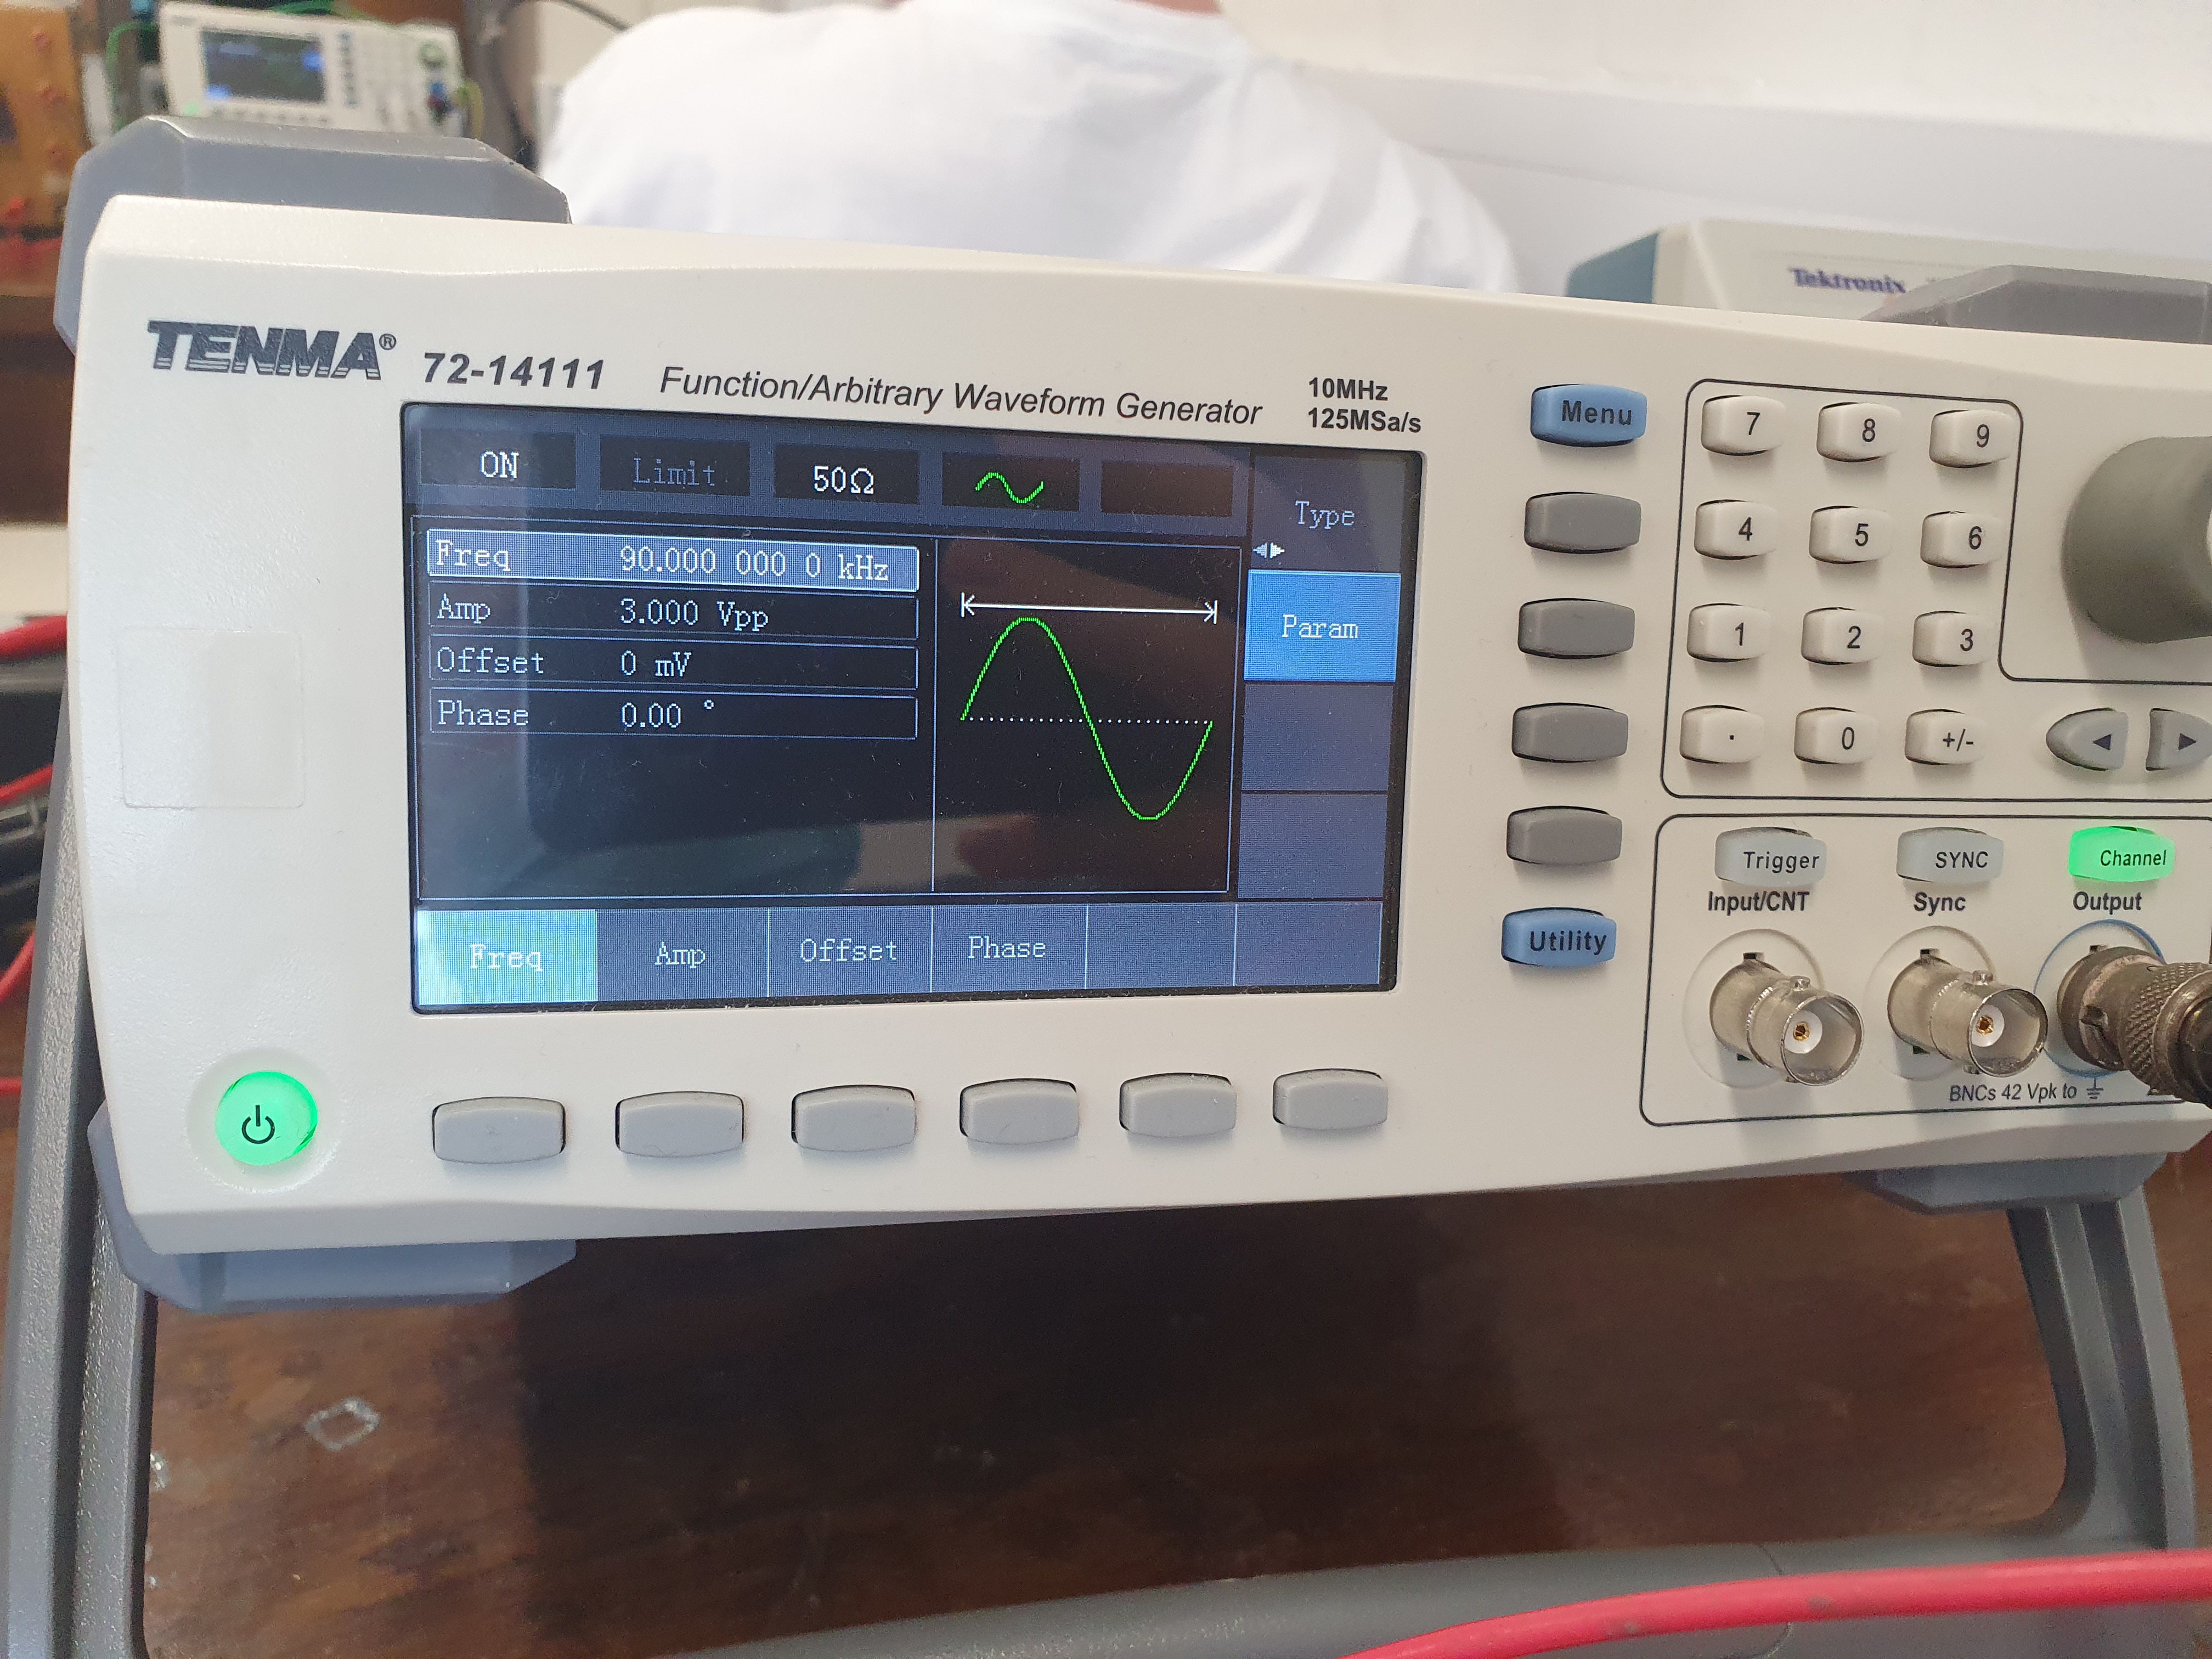 Tektronix
TENMA® 72-14111 Function/Arbitrary Waveform Generator 10MHz
125MSa/s
ON Limit 50Ω Type
Freq 90.000 000 0 kHz
Amp 3.000 Vpp
Offset 0 mV
Phase 0.00 °
Param
Freq Amp Offset Phase
Menu
Utility
7 8 9
4 5 6
1 2 3
. 0 +/-
Trigger SYNC Channel
Input/CNT Sync Output
BNCs 42 Vpk to